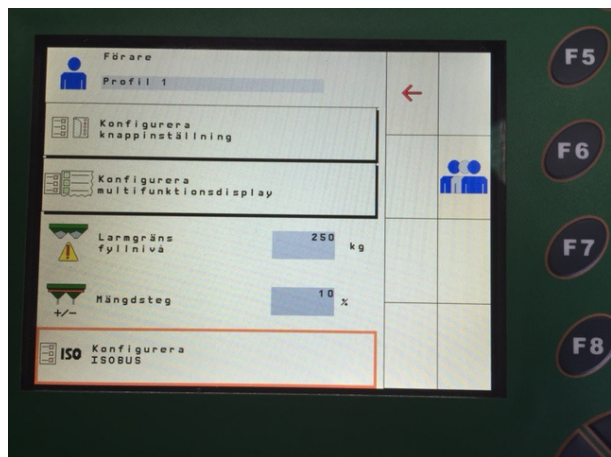 Förare
Profil 1
Konfigurera
knappinställning
Konfigurera
multifunktionsdisplay
Larmgräns
fyllnivå
250 kg
+/-
Mängdsteg
10 %
ISO
Konfigurera
ISOBUS
F5
F6
F7
F8